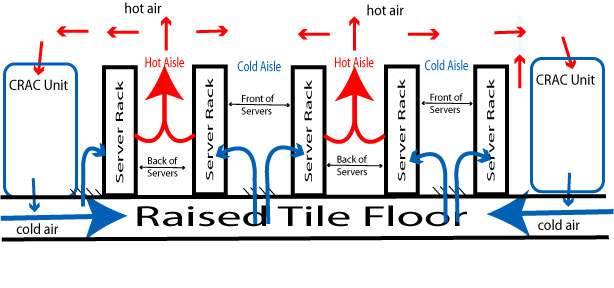 hot air
hot air
Hot Aisle
Cold Aisle
Hot Aisle
Cold Aisle
CRAC Unit
CRAC Unit
Server Rack
Server Rack
Server Rack
Server Rack
Server Rack
Front of
Servers
Front of
Servers
Back of
Servers
Back of
Servers
Raised Tile Floor
cold air
cold air